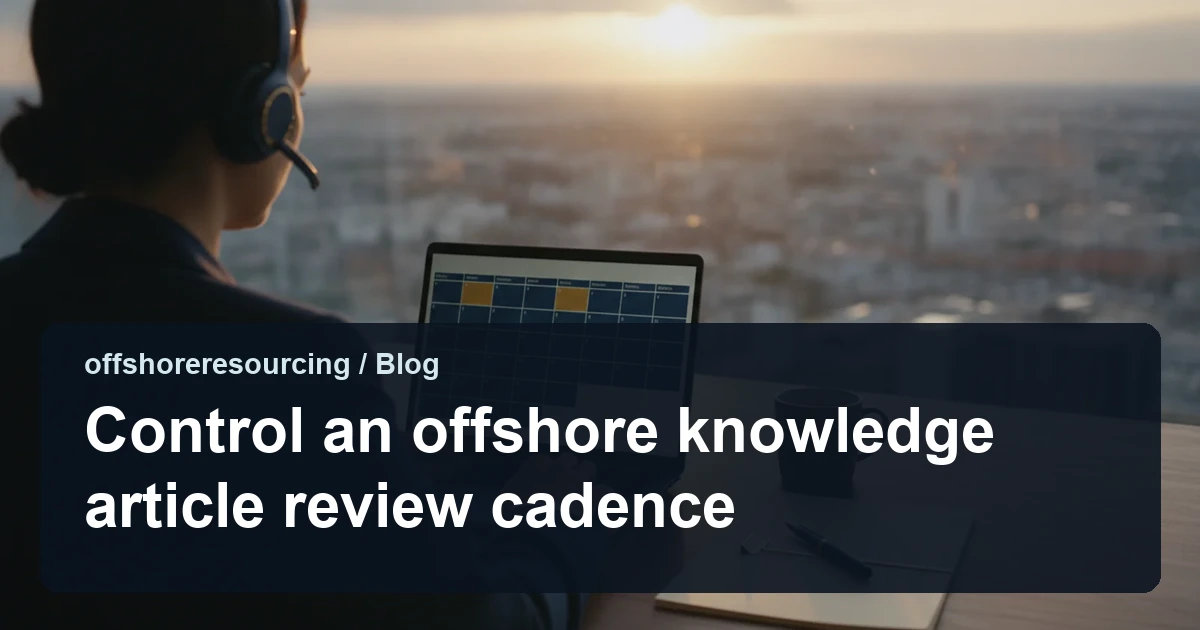 offshoreresourcing / Blog
Control an offshore knowledge
article review cadence